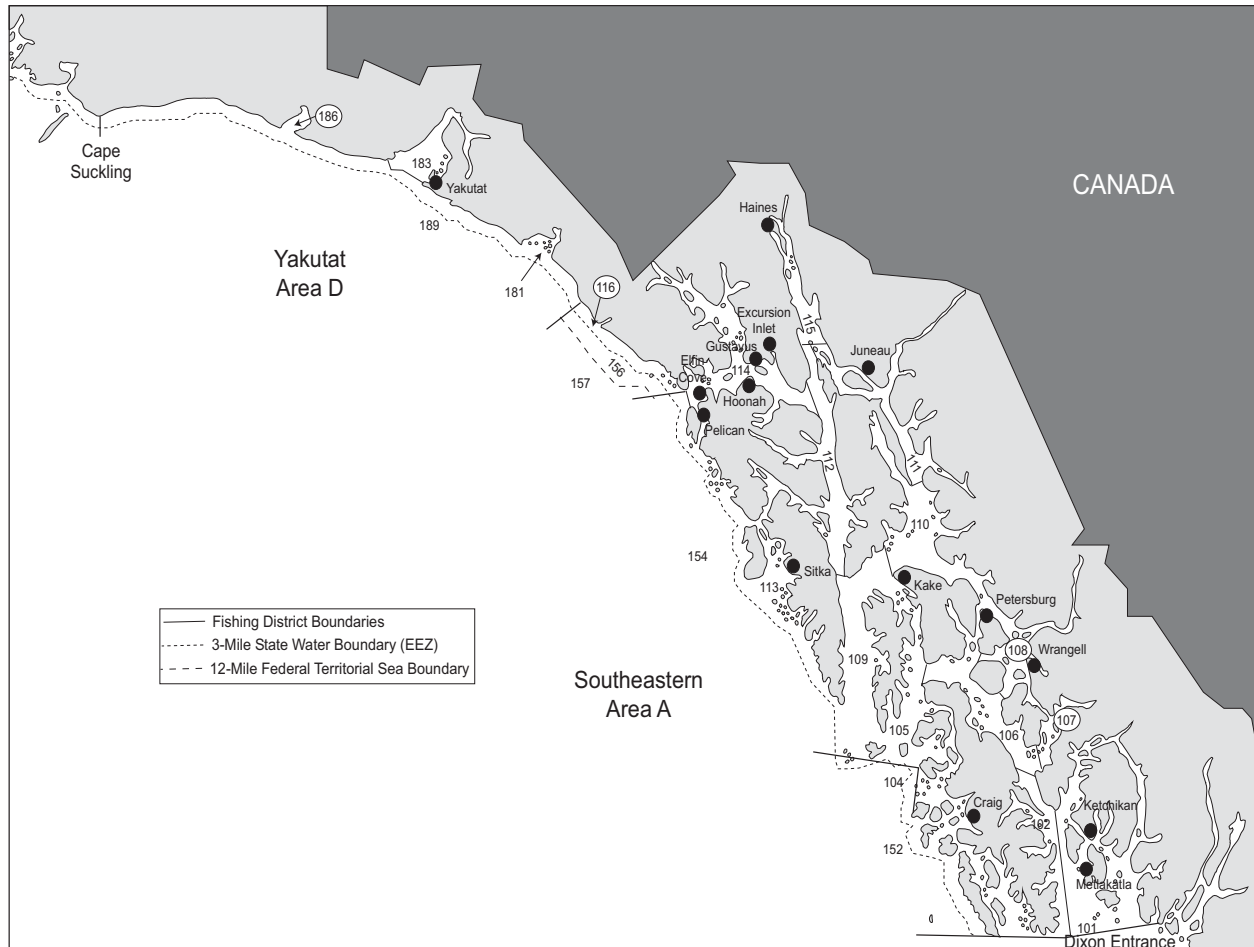 186
Cape
Suckling
183
Yakutat
CANADA
Haines
189
Yakutat
Area D
181
116
Excursion
Inlet
115
Gustavus
Juneau
Elfin
Cove
114
156
157
Hoonah
Pelican
112
111
110
154
Sitka
113
Kake
Petersburg
Fishing District Boundaries
3-Mile State Water Boundary (EEZ)
12-Mile Federal Territorial Sea Boundary
108
Wrangell
109
Southeastern
Area A
105
106
107
104
Craig
Ketchikan
102
152
Metlakatla
101
Dixon Entrance